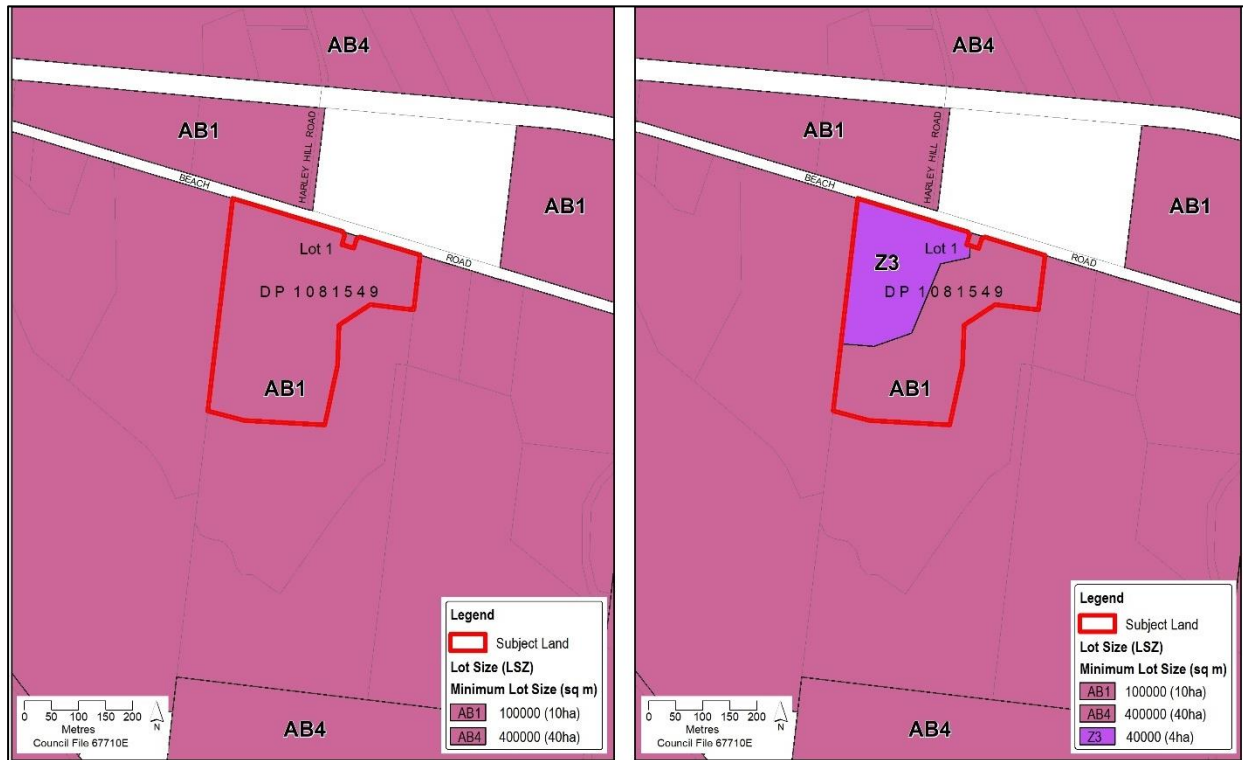 AB4
AB1
HARLEY HILL ROAD
BEACH
AB1
Lot 1
ROAD
DP 1081549
AB1
Legend
Subject Land
Lot Size (LSZ)
Minimum Lot Size (sq m)
AB1 100000 (10ha)
AB4 400000 (40ha)
0 50 100 150 200
Metres
Council File 67710E
N
AB4
AB4
AB1
HARLEY HILL ROAD
BEACH
AB1
Lot 1
Z3
ROAD
DP 1081549
AB1
Legend
Subject Land
Lot Size (LSZ)
Minimum Lot Size (sq m)
AB1 100000 (10ha)
AB4 400000 (40ha)
Z3 40000 (4ha)
0 50 100 150 200
Metres
Council File 67710E
N
AB4